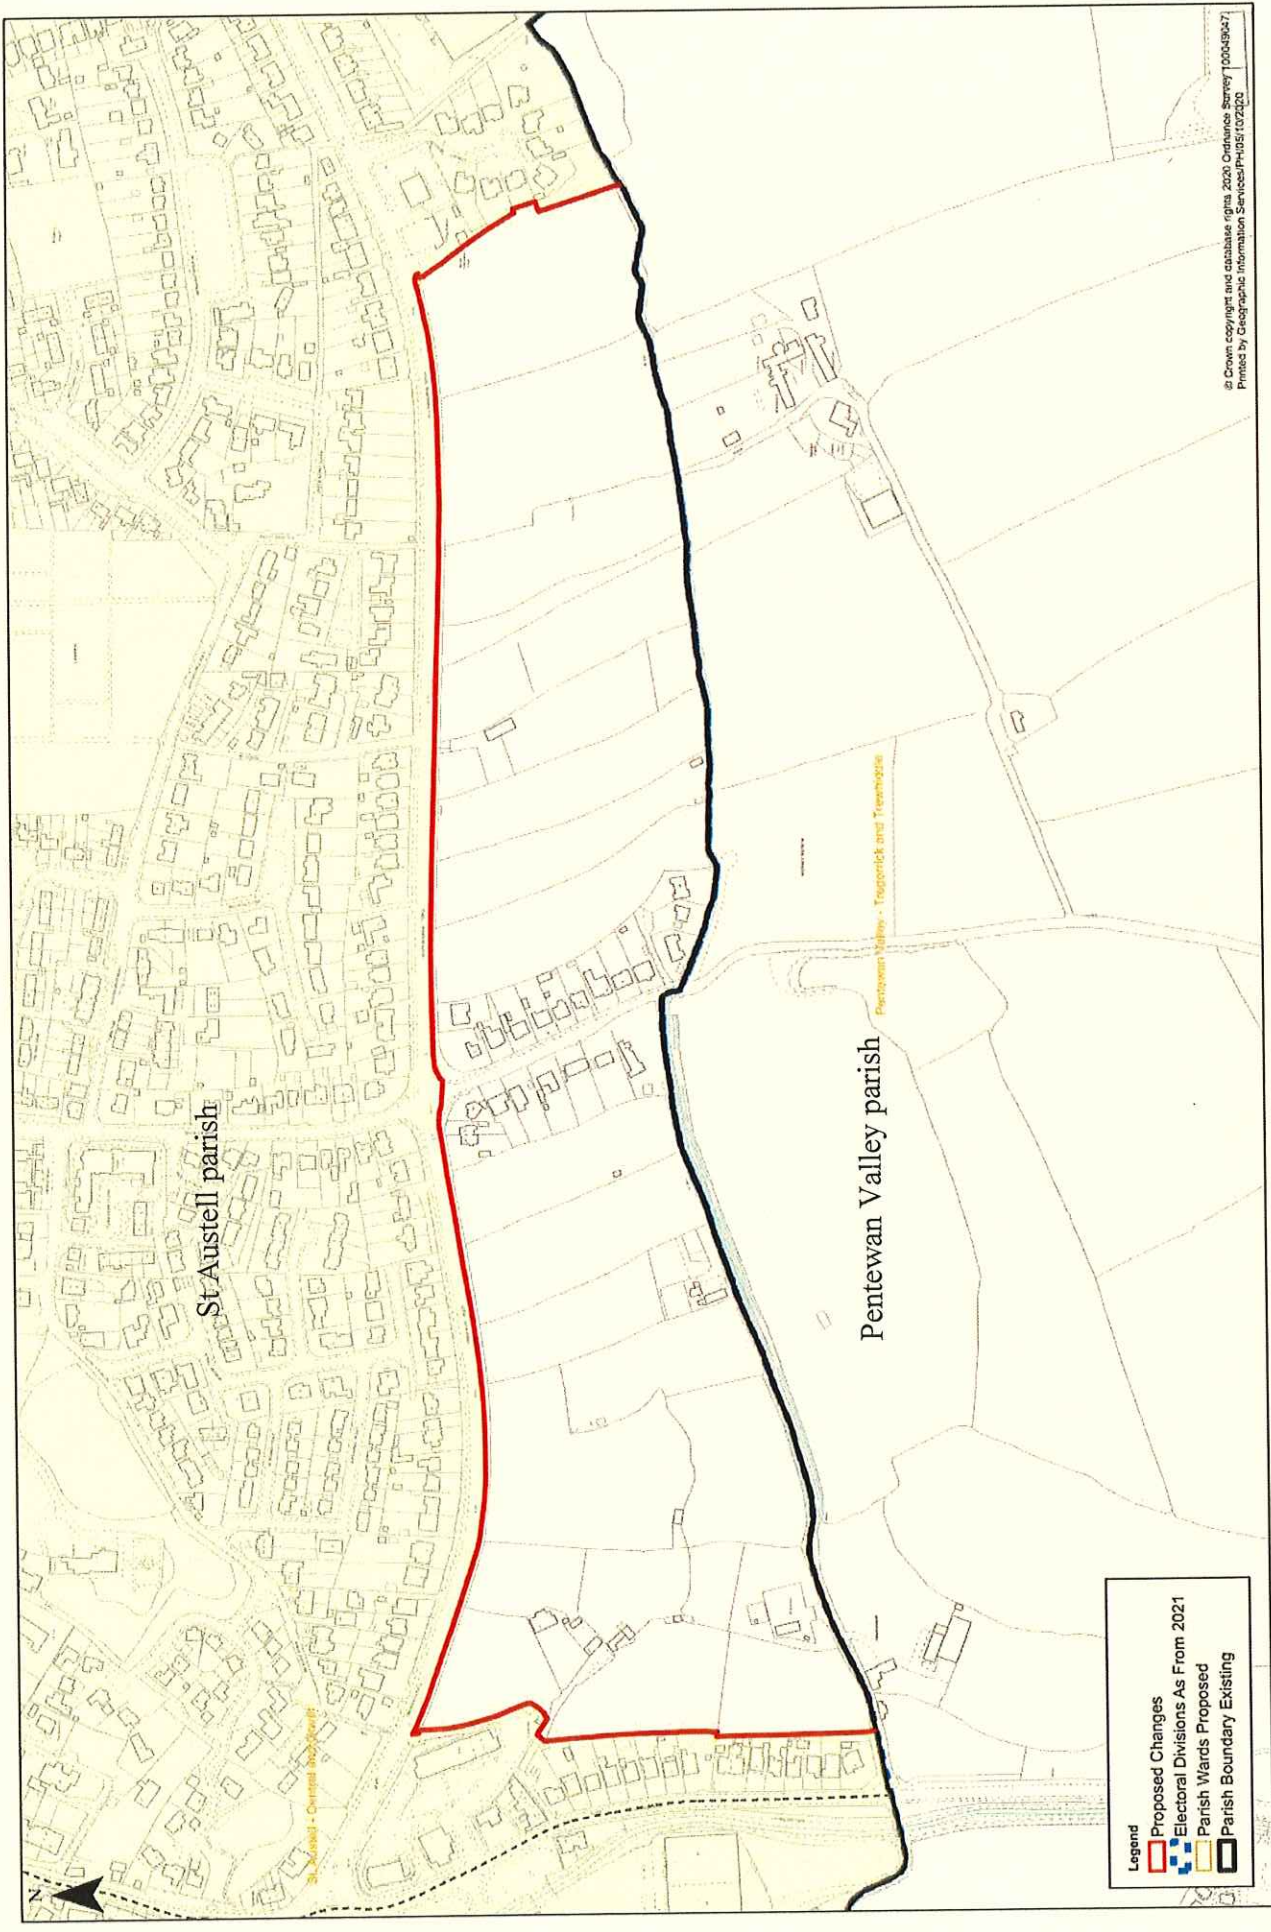 St Austell parish
Pentewan Valley parish
Pentewan Valley - Tregorrick and Trewhiddle
N
Legend
Proposed Changes
Electoral Divisions As From 2021
Parish Wards Proposed
Parish Boundary Existing
© Crown copyright and database rights 2020 Ordnance Survey 100049047
Printed by Geographic Information Services/PH/05/10/2020